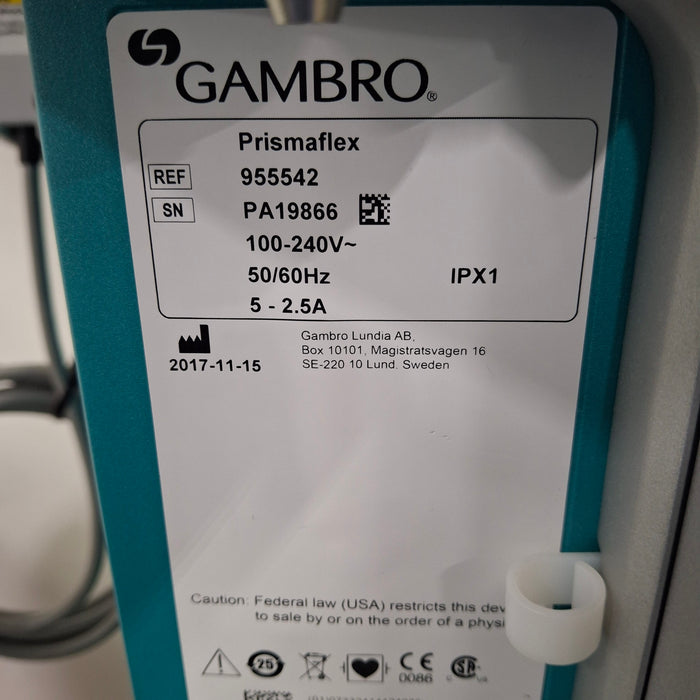 GAMBRO®
Prismaflex
REF 955542
SN PA19866
100-240V~
50/60Hz IPX1
5 - 2.5A
2017-11-15
Gambro Lundia AB,
Box 10101, Magistratsvagen 16
SE-220 10 Lund. Sweden
Caution: Federal law (USA) restricts this
to sale by or on the order of a
25
CE
0086